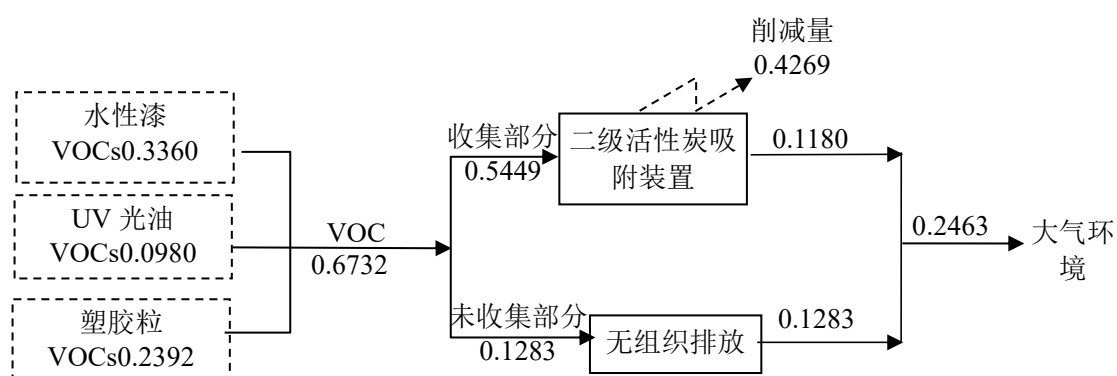 削减量
0.4269
水性漆
VOCs0.3360
UV 光油
VOCs0.0980
塑胶粒
VOCs0.2392
VOC
0.6732
收集部分
0.5449
二级活性炭吸
附装置
0.1180
未收集部分
0.1283
无组织排放
0.1283
0.2463
大气环
境